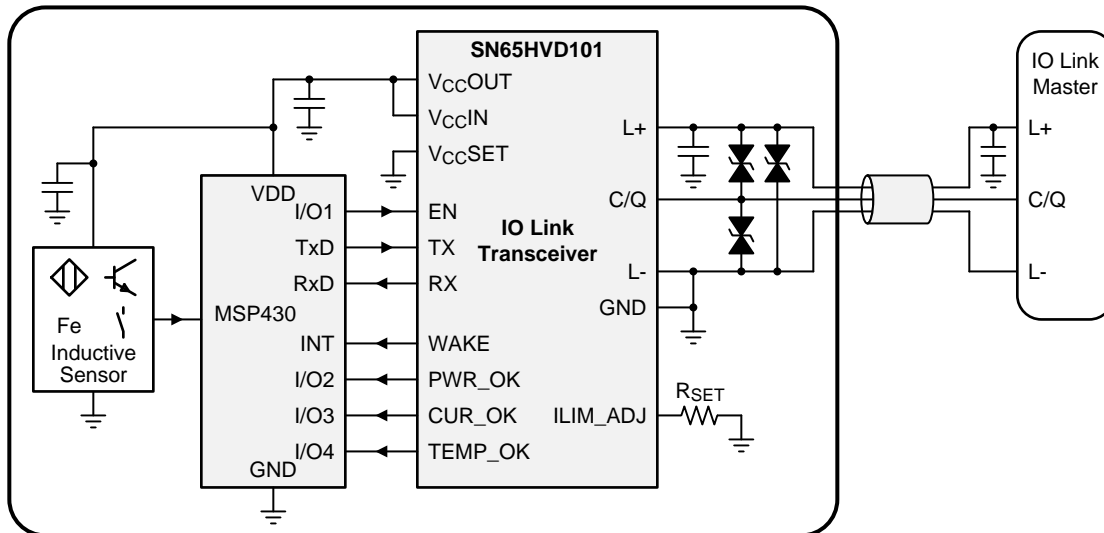 SN65HVD101
VCCOUT
VCCIN
VCCSET
EN
TX
RX
WAKE
PWR_OK
CUR_OK
TEMP_OK
IO Link
Transceiver
L+
C/Q
L-
GND
ILIM_ADJ
RSET
VDD
I/O1
TxD
RxD
MSP430
INT
I/O2
I/O3
I/O4
GND
Fe
Inductive
Sensor
IO Link
Master
L+
C/Q
L-